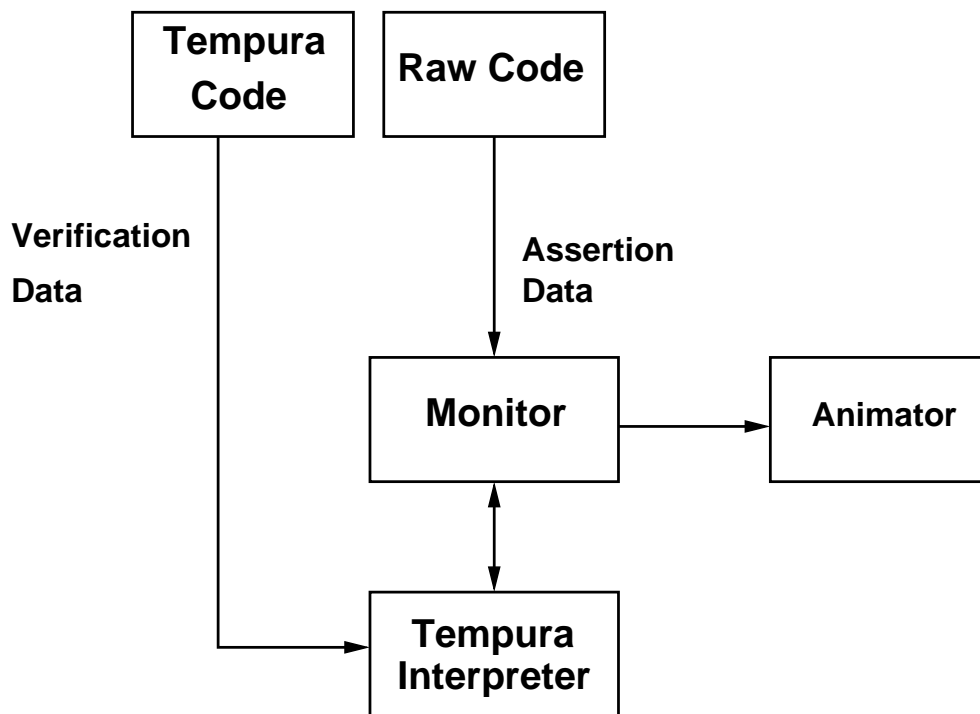 Tempura
Code
Raw Code
Verification
Data
Assertion
Data
Monitor
Animator
Tempura
Interpreter